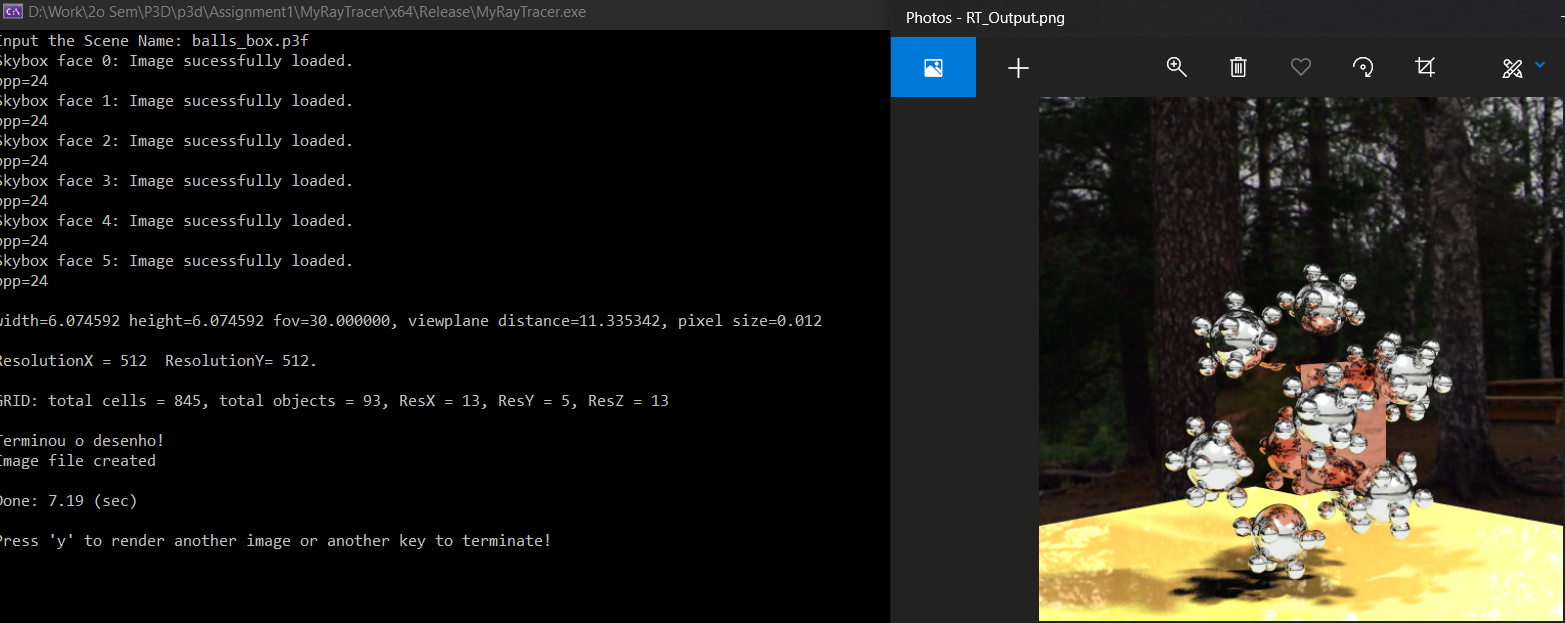 D:\Work\2o Sem\P3D\p3d\Assignment1\MyRayTracer\x64\Release\MyRayTracer.exe
Input the Scene Name: balls_box.p3f
Skybox face 0: Image sucessfully loaded.
bpp=24
Skybox face 1: Image sucessfully loaded.
bpp=24
Skybox face 2: Image sucessfully loaded.
bpp=24
Skybox face 3: Image sucessfully loaded.
bpp=24
Skybox face 4: Image sucessfully loaded.
bpp=24
Skybox face 5: Image sucessfully loaded.
bpp=24
width=6.074592 height=6.074592 fov=30.000000, viewplane distance=11.335342, pixel size=0.012
ResolutionX = 512  ResolutionY= 512.
GRID: total cells = 845, total objects = 93, ResX = 13, ResY = 5, ResZ = 13
Terminou o desenho!
Image file created
Done: 7.19 (sec)
Press 'y' to render another image or another key to terminate!
Photos - RT_Output.png